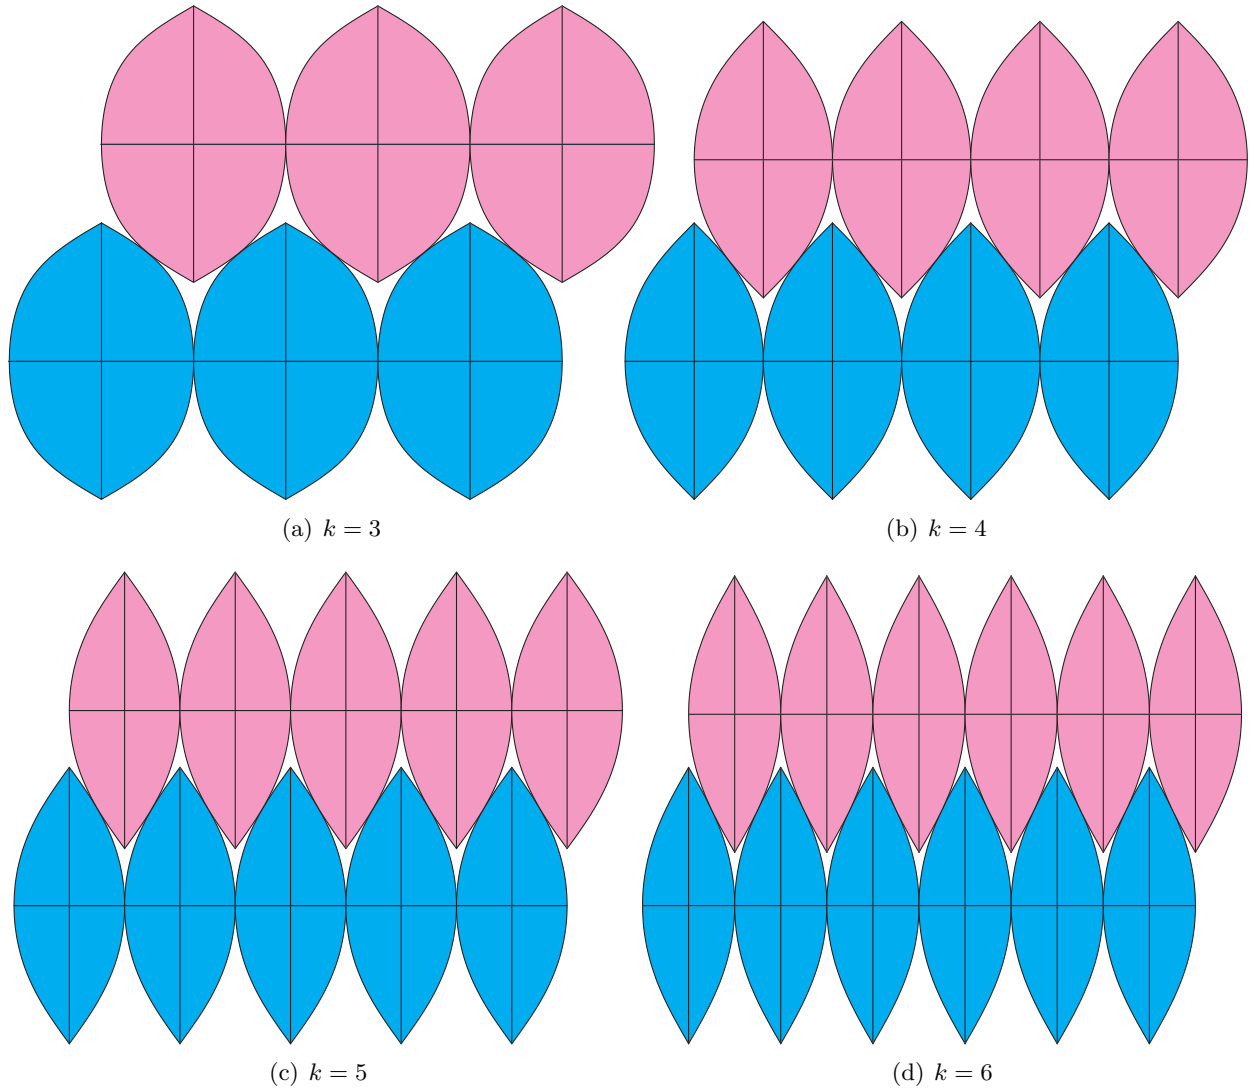 (a) k = 3
(b) k = 4
(c) k = 5
(d) k = 6